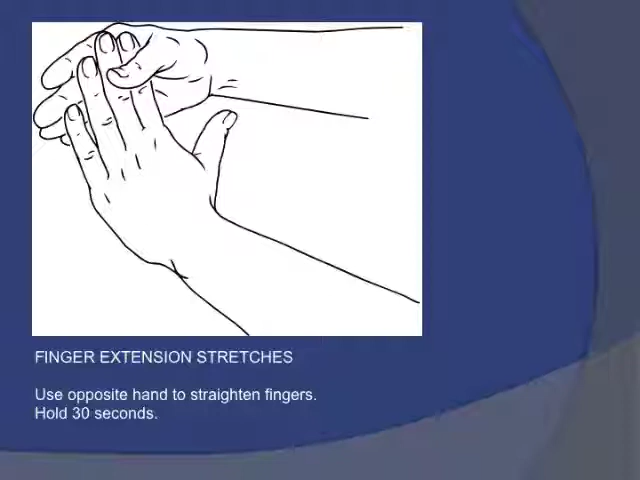 FINGER EXTENSION STRETCHES
Use opposite hand to straighten fingers.
Hold 30 seconds.